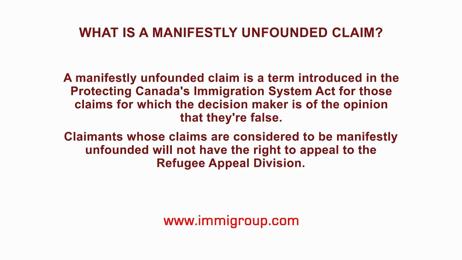 WHAT IS A MANIFESTLY UNFOUNDED CLAIM?
A manifestly unfounded claim is a term introduced in the
Protecting Canada's Immigration System Act for those
claims for which the decision maker is of the opinion
that they're false.
Claimants whose claims are considered to be manifestly
unfounded will not have the right to appeal to the
Refugee Appeal Division.
www.immigroup.com